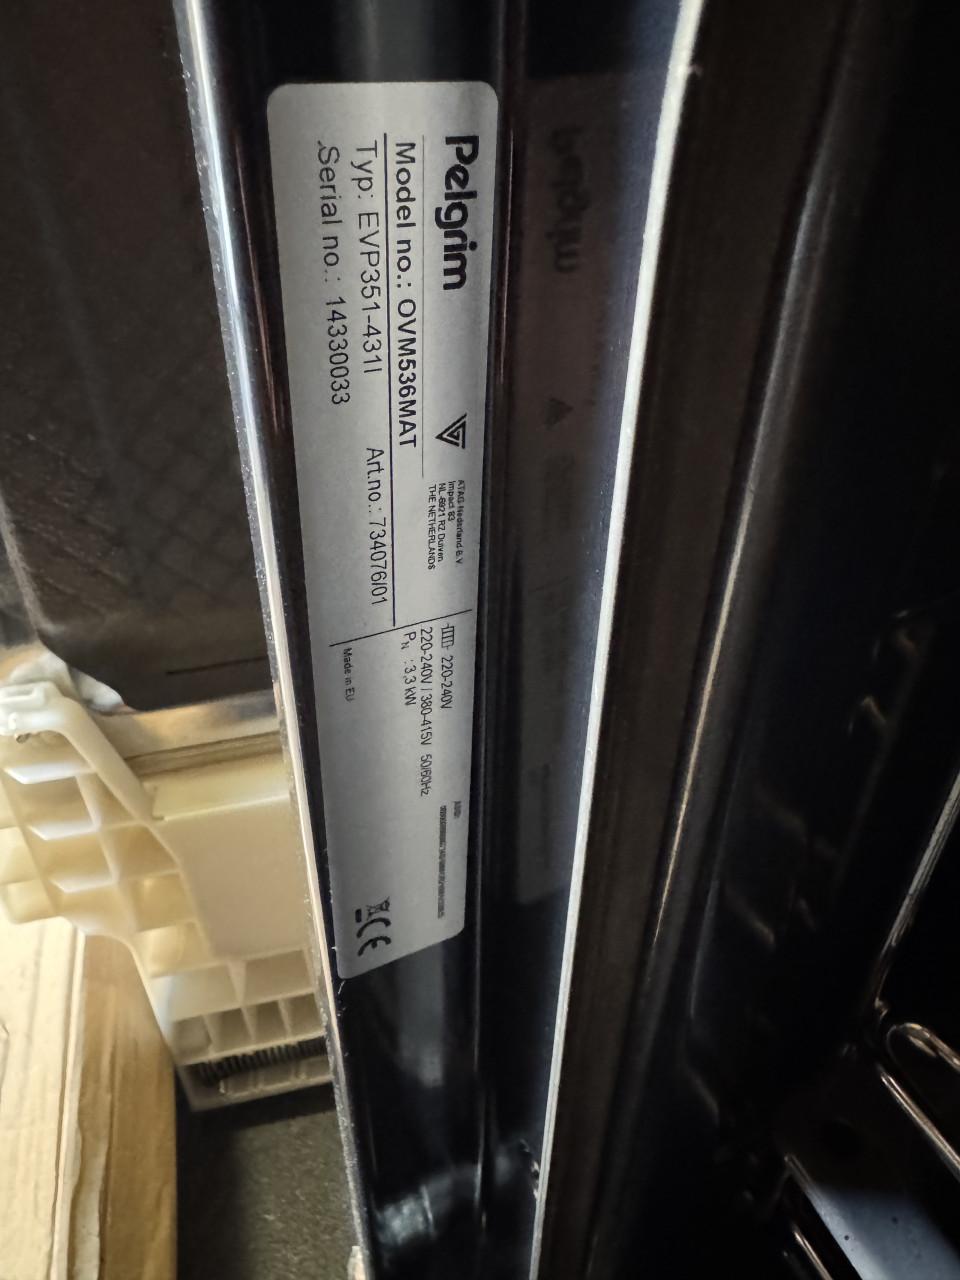 Pelgrim
ATAG Nederland B.V
Impact 83
NL-6921 RZ Duiven
THE NETHERLANDS
Model no.: OVM536MAT
Typ: EVP351-431I Art.no.: 734076/01
Serial no.: 14330033
220-240V
220-240V | 380-415V 50/60Hz
PN : 3,3 kW
Made in EU
CE